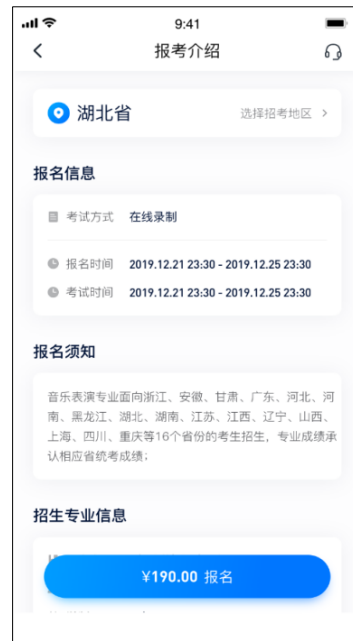 9:41
报考介绍
湖北省 选择招考地区
报名信息
考试方式 在线录制
报名时间 2019.12.21 23:30 - 2019.12.25 23:30
考试时间 2019.12.21 23:30 - 2019.12.25 23:30
报名须知
音乐表演专业面向浙江、安徽、甘肃、广东、河北、河
南、黑龙江、湖北、湖南、江苏、江西、辽宁、山西、
上海、四川、重庆等16个省份的考生招生，专业成绩承
认相应省统考成绩；
招生专业信息
¥190.00 报名